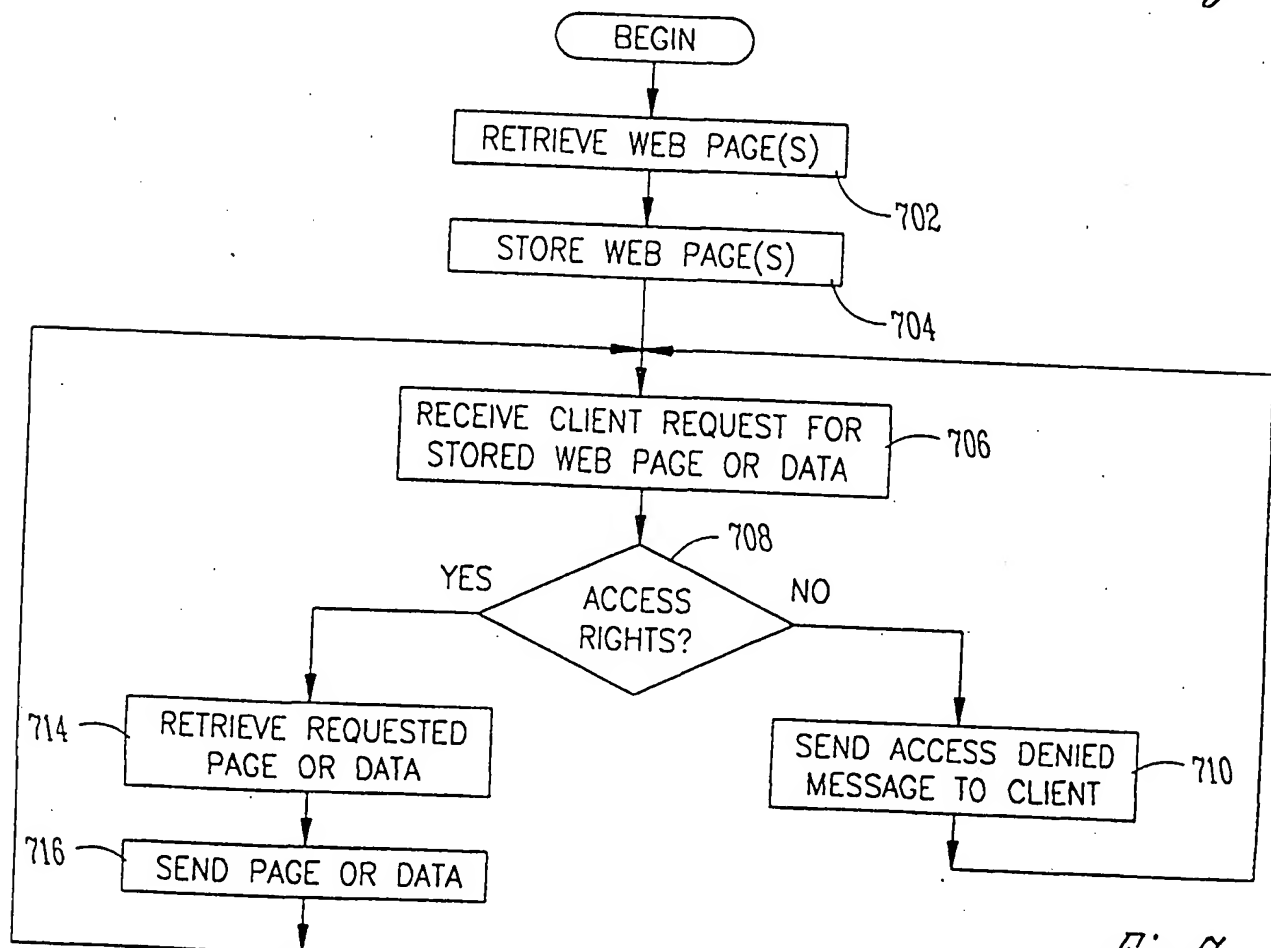 BEGIN
RETRIEVE WEB PAGE(S)
702
STORE WEB PAGE(S)
704
RECEIVE CLIENT REQUEST FOR
STORED WEB PAGE OR DATA
706
708
YES
NO
ACCESS
RIGHTS?
714
RETRIEVE REQUESTED
PAGE OR DATA
SEND ACCESS DENIED
MESSAGE TO CLIENT
710
716
SEND PAGE OR DATA